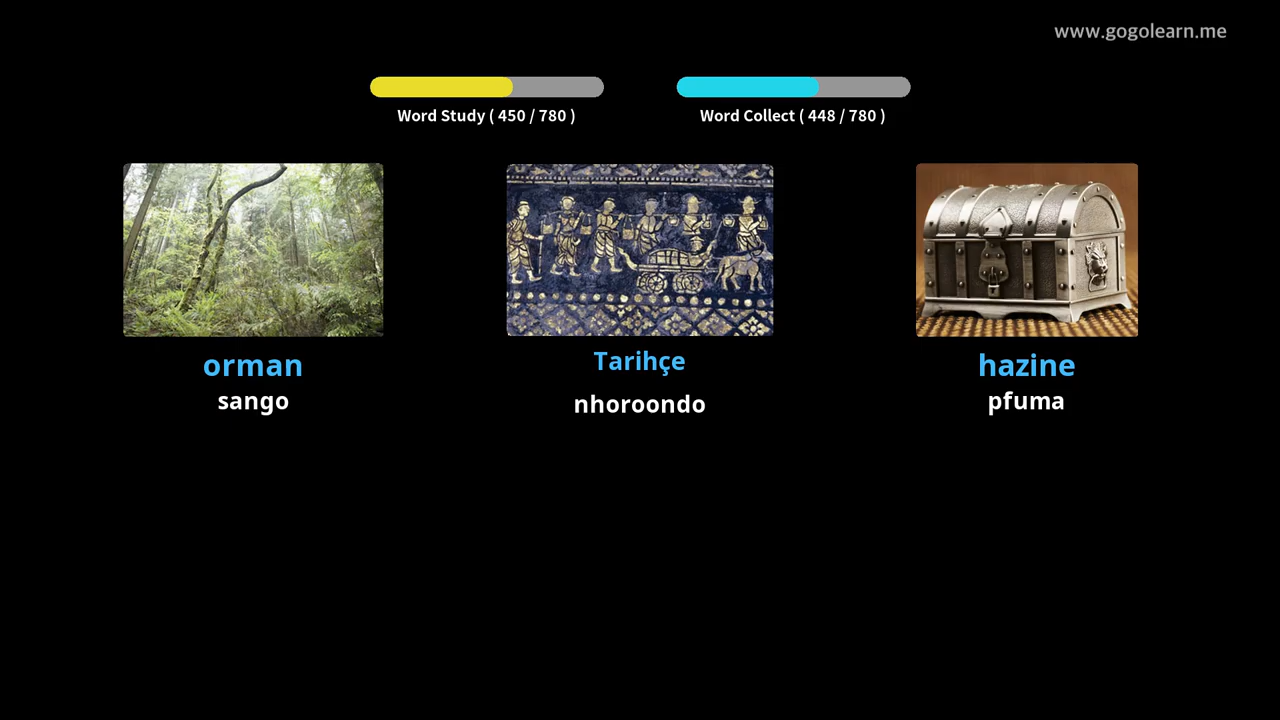 www.gogolearn.me
Word Study ( 450 / 780 )
Word Collect ( 448 / 780 )
orman
sango
Tarihçe
nhoroondo
hazine
pfuma